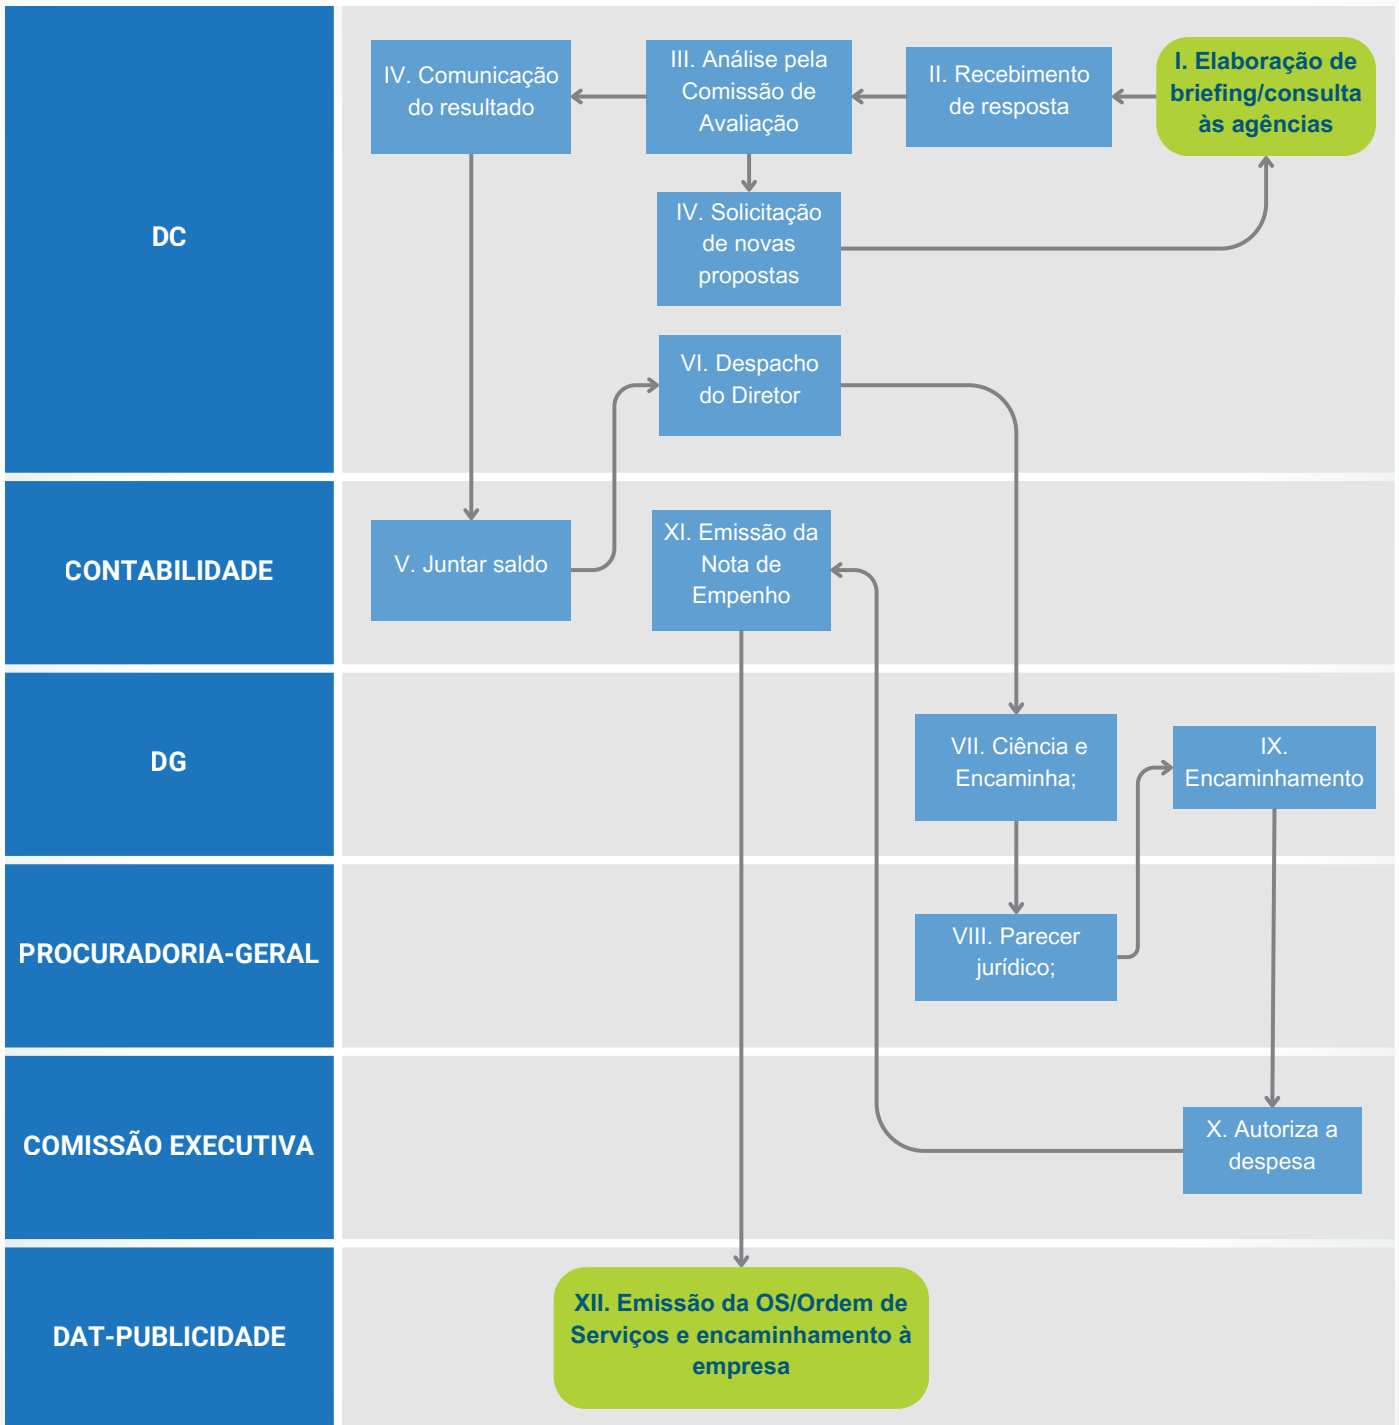 DC
IV. Comunicação
do resultado
III. Análise pela
Comissão de
Avaliação
II. Recebimento
de resposta
I. Elaboração de
briefing/consulta
às agências
IV. Solicitação
de novas
propostas
VI. Despacho
do Diretor
CONTABILIDADE
V. Juntar saldo
XI. Emissão da
Nota de
Empenho
DG
VII. Ciência e
Encaminha;
IX.
Encaminhamento
PROCURADORIA-GERAL
VIII. Parecer
jurídico;
COMISSÃO EXECUTIVA
X. Autoriza a
despesa
DAT-PUBLICIDADE
XII. Emissão da OS/Ordem de
Serviços e encaminhamento à
empresa